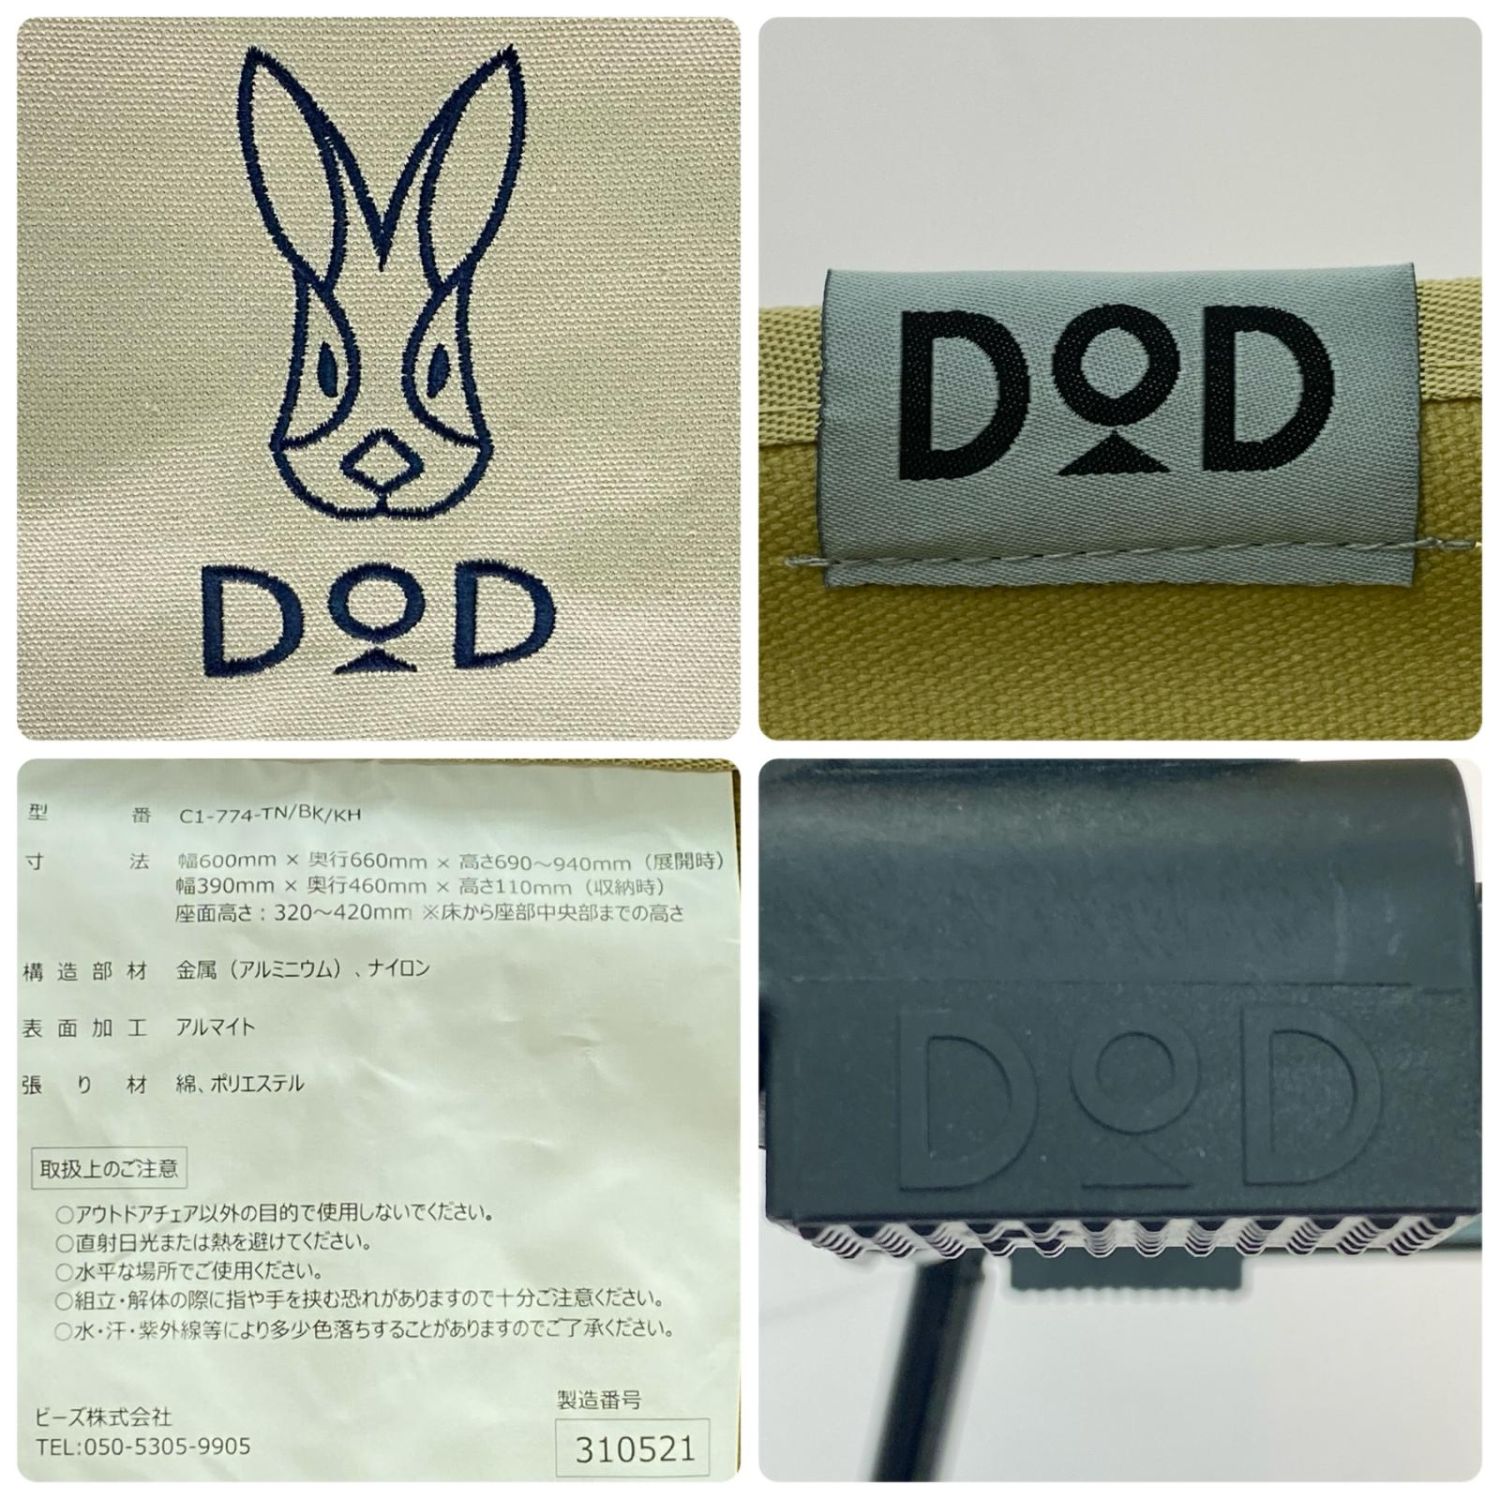 DOD
DOD
型番 C1-774-TN/BK/KH
寸法 幅600mm × 奥行660mm × 高さ690～940mm（展開時）
幅390mm × 奥行460mm × 高さ110mm（収納時）
座面高さ：320～420mm ※床から座部中央部までの高さ
構造部材 金属（アルミニウム）、ナイロン
表面加工 アルマイト
張り材 綿、ポリエステル
取扱上のご注意
○アウトドアチェア以外の目的で使用しないでください。
○直射日光または熱を避けてください。
○水平な場所でご使用ください。
○組立・解体の際に指や手を挟む恐れがありますので十分ご注意ください。
○水・汗・紫外線等により多少色落ちすることがありますのでご了承ください。
ビーズ株式会社
TEL:050-5305-9905
製造番号
310521
DOD